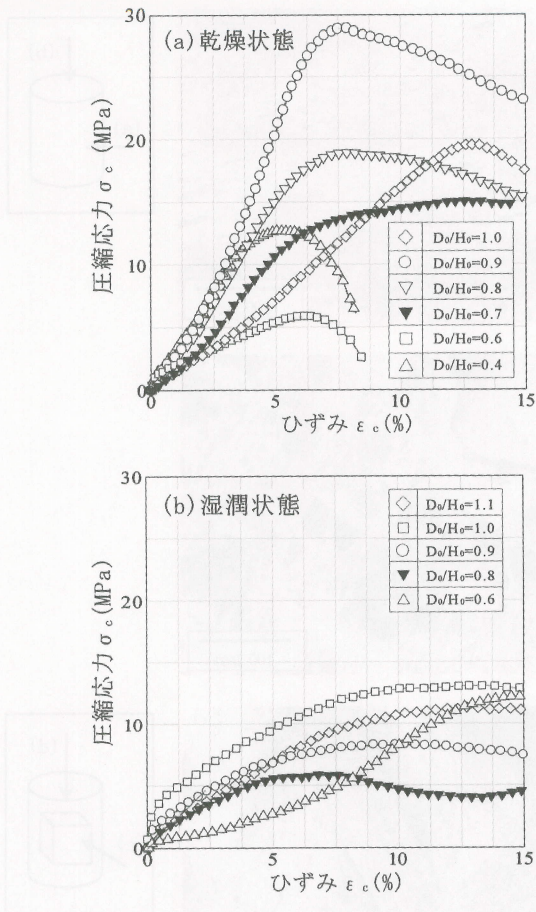 (a)乾燥状態
圧縮応力 σc (MPa)
30
20
10
0
0
5
10
15
ひずみ εc(%)
D₀/H₀=1.0
D₀/H₀=0.9
D₀/H₀=0.8
D₀/H₀=0.7
D₀/H₀=0.6
D₀/H₀=0.4
(b)湿潤状態
圧縮応力 σc (MPa)
30
20
10
0
0
5
10
15
ひずみ εc(%)
D₀/H₀=1.1
D₀/H₀=1.0
D₀/H₀=0.9
D₀/H₀=0.8
D₀/H₀=0.6